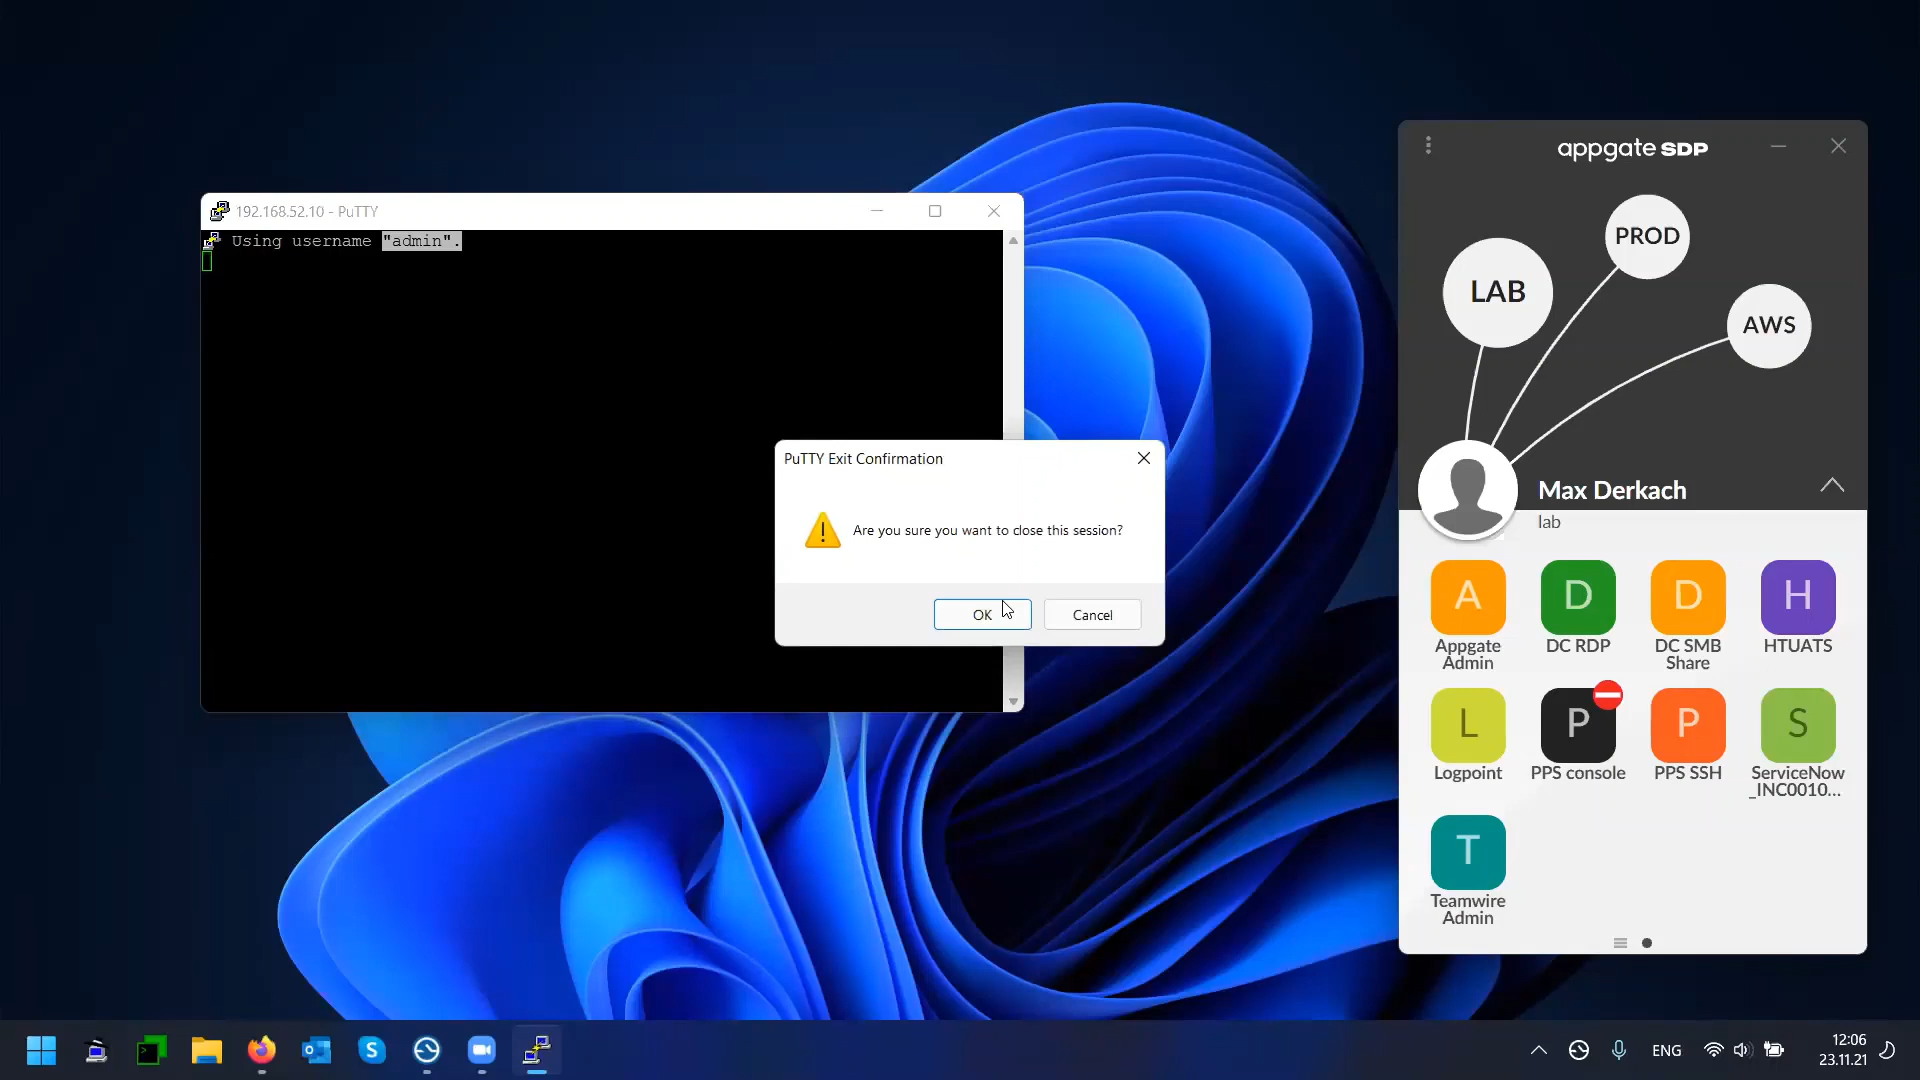 192.168.52.10 - PuTTY
Using username "admin".
PuTTY Exit Confirmation
Are you sure you want to close this session?
OK
Cancel
appgate SDP
PROD
LAB
AWS
Max Derkach
lab
A
D
D
H
Appgate
Admin
DC RDP
DC SMB
Share
HTUATS
L
P
P
S
Logpoint
PPS console
PPS SSH
ServiceNow
_INC0010...
T
Teamwire
Admin
S
ENG
12:06
23.11.21